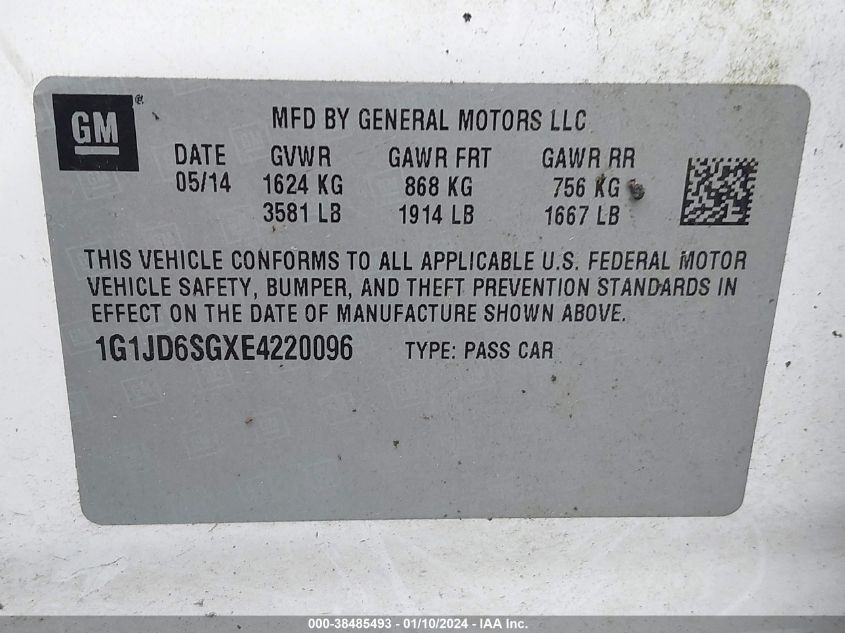 GM
®
MFD BY GENERAL MOTORS LLC
DATE GVWR GAWR FRT GAWR RR
05/14 1624 KG 868 KG 756 KG
3581 LB 1914 LB 1667 LB
THIS VEHICLE CONFORMS TO ALL APPLICABLE U.S. FEDERAL MOTOR
VEHICLE SAFETY, BUMPER, AND THEFT PREVENTION STANDARDS IN
EFFECT ON THE DATE OF MANUFACTURE SHOWN ABOVE.
1G1JD6SGXE4220096 TYPE: PASS CAR
000-38485493 - 01/10/2024 - IAA Inc.